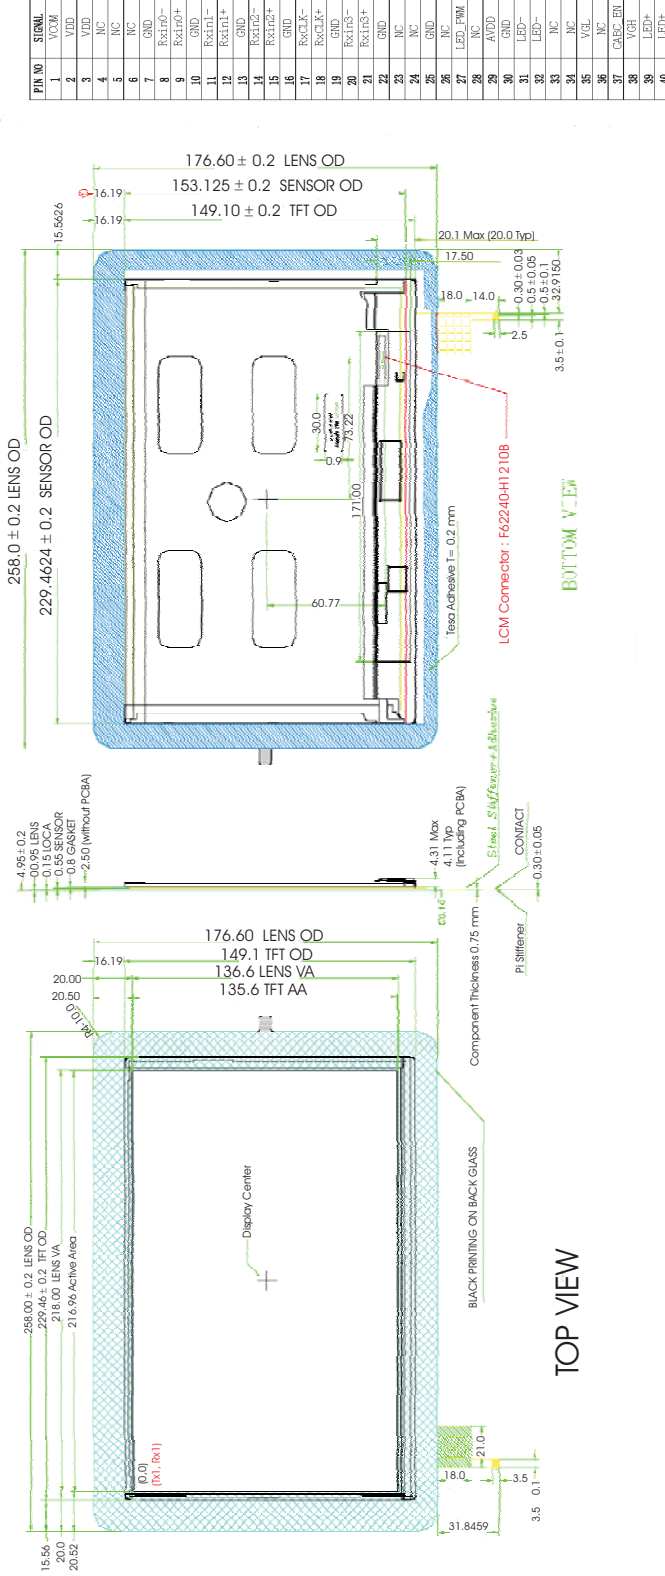 PIN NO SIGNAL
1 VCOM
2 VDD
3 VDD
4 NC
5 NC
6 NC
7 GND
8 Rxin0-
9 Rxin0+
10 GND
11 Rxin1-
12 Rxin1+
13 GND
14 Rxin2-
15 Rxin2+
16 GND
17 RxCLK-
18 RxCLK+
19 GND
20 Rxin3-
21 Rxin3+
22 GND
23 NC
24 NC
25 GND
26 NC
27 LED_PWM
28 NC
29 AVDD
30 GND
31 LED-
32 LED-
33 NC
34 NC
35 VGL
36 NC
37 CABC_EN
38 VGH
39 LED+
40 LED+
176.60 ± 0.2 LENS OD
153.125 ± 0.2 SENSOR OD
149.10 ± 0.2 TFT OD
16.19
16.19
15.5626
20.1 Max (20.0 Typ)
17.50
18.0
14.0
0.30±0.03
0.5±0.05
0.5±0.1
32.9150
2.5
3.5±0.1
258.0 ± 0.2 LENS OD
229.4624 ± 0.2 SENSOR OD
30.0
73.22
0.9
171.00
60.77
Tesa Adhesive T= 0.2 mm
LCM Connector : F62240-H1210B
BOTTOM VIEW
4.95±0.2
00.95 LENS
0.15 LOCA
0.55 SENSOR
0.8 GASKET
2.50 (without PCBA)
4.31 Max
4.11 Typ
(Including PCBA)
Component Thickness 0.75 mm
CONTACT
0.30±0.05
Pi Stiffener
176.60 LENS OD
149.1 TFT OD
136.6 LENS VA
135.6 TFT AA
16.19
20.00
20.50
R4-10.0
258.00 ± 0.2 LENS OD
229.46 ± 0.2 TFT OD
218.00 LENS VA
216.96 Active Area
Display Center
BLACK PRINTING ON BACK GLASS
TOP VIEW
(0,0)
(Tx1, Rx1)
15.56
20.0
20.52
18.0
21.0
3.5
3.5 0.1
31.8459